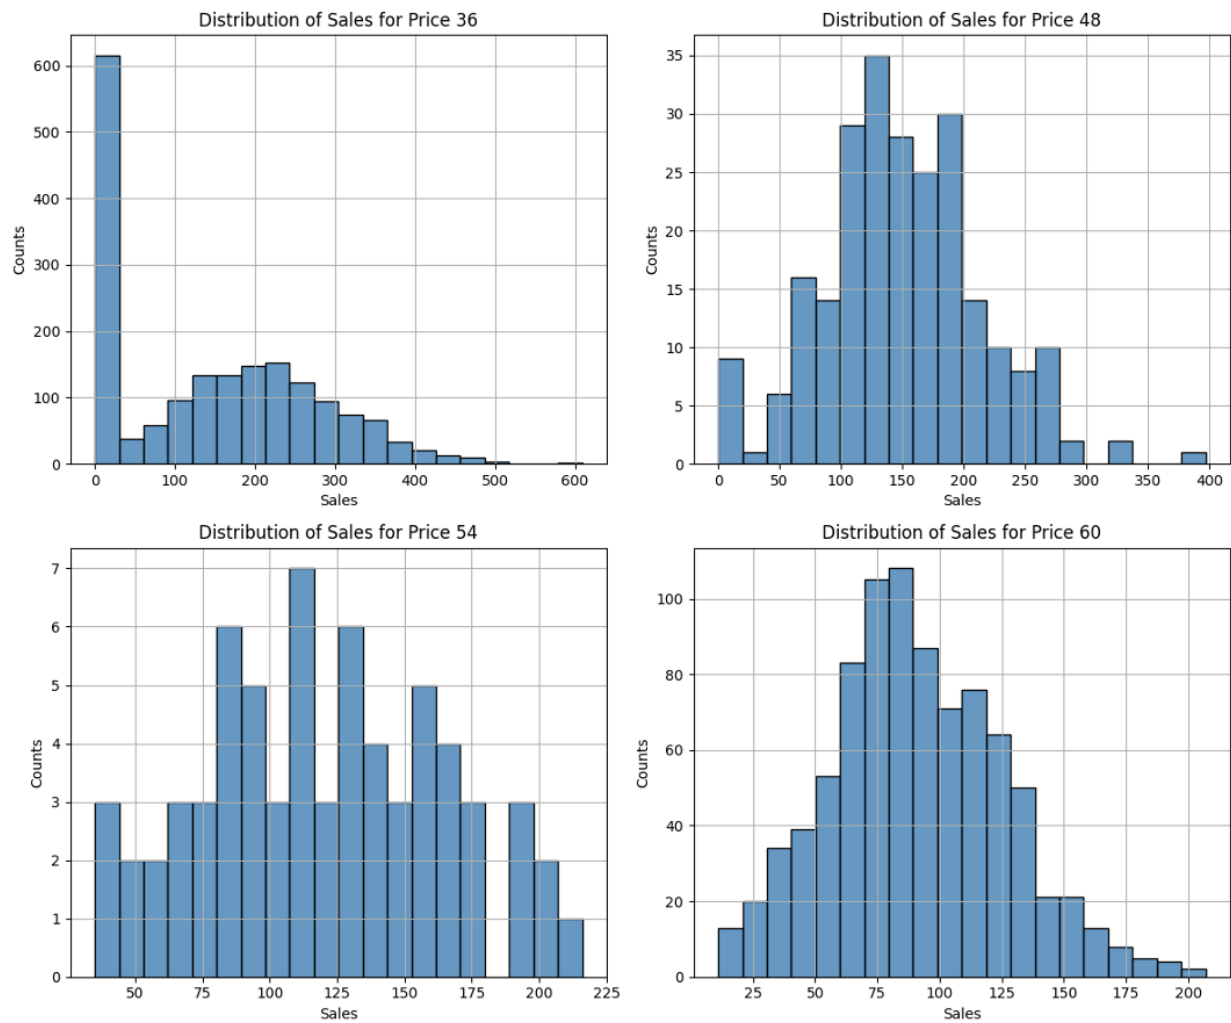 Distribution of Sales for Price 36
600
500
400
300
200
100
0
Counts
0 100 200 300 400 500 600
Sales
Distribution of Sales for Price 48
35
30
25
20
15
10
5
0
Counts
0 50 100 150 200 250 300 350 400
Sales
Distribution of Sales for Price 54
7
6
5
4
3
2
1
0
Counts
50 75 100 125 150 175 200 225
Sales
Distribution of Sales for Price 60
100
80
60
40
20
0
Counts
25 50 75 100 125 150 175 200
Sales